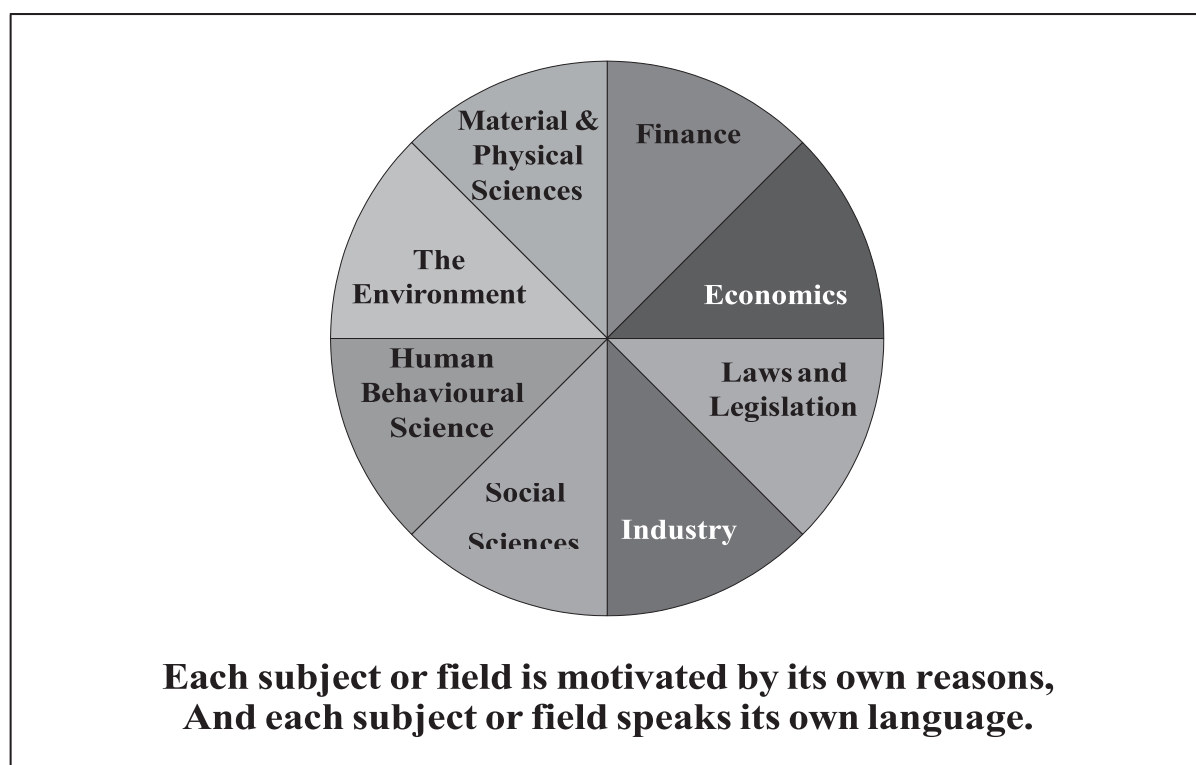 Material &
Physical
Sciences
Finance
The
Environment
Economics
Human
Behavioural
Science
Laws and
Legislation
Social
Sciences
Industry
Each subject or field is motivated by its own reasons,
And each subject or field speaks its own language.